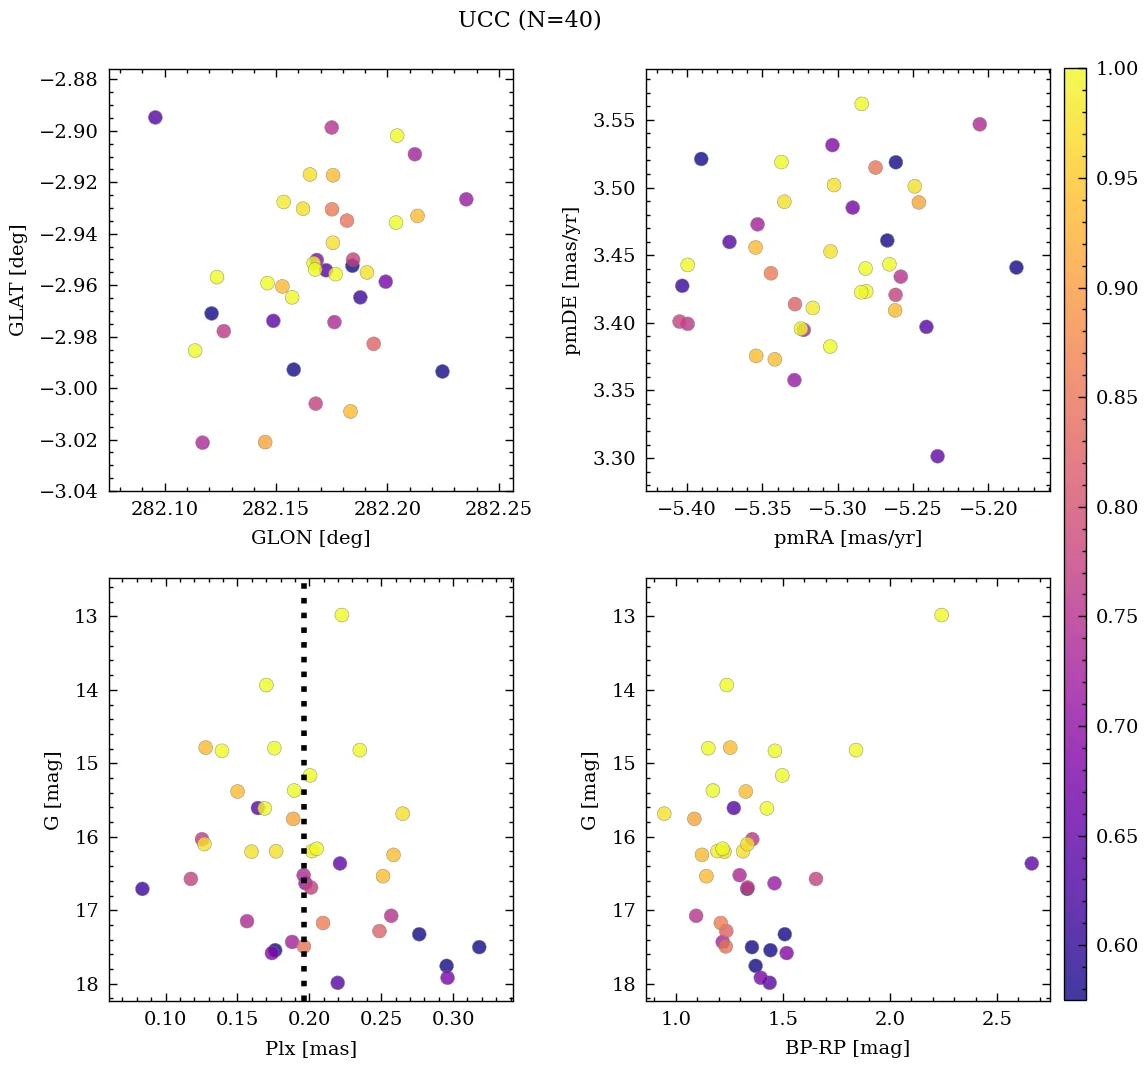 UCC (N=40)
−2.88
−2.90
−2.92
−2.94
−2.96
−2.98
−3.00
−3.02
−3.04
GLAT [deg]
282.10 282.15 282.20 282.25
GLON [deg]
3.55
3.50
3.45
3.40
3.35
3.30
pmDE [mas/yr]
−5.40 −5.35 −5.30 −5.25 −5.20
pmRA [mas/yr]
13
14
15
16
17
18
G [mag]
0.10 0.15 0.20 0.25 0.30
Plx [mas]
13
14
15
16
17
18
G [mag]
1.0 1.5 2.0 2.5
BP-RP [mag]
1.00
0.95
0.90
0.85
0.80
0.75
0.70
0.65
0.60